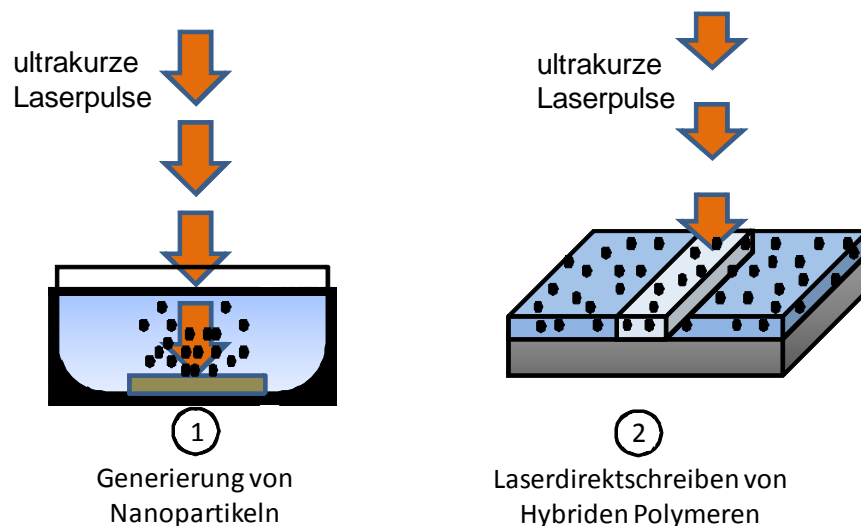 ultrakurze
Laserpulse
1
Generierung von
Nanopartikeln
ultrakurze
Laserpulse
2
Laserdirektschreiben von
Hybriden Polymeren